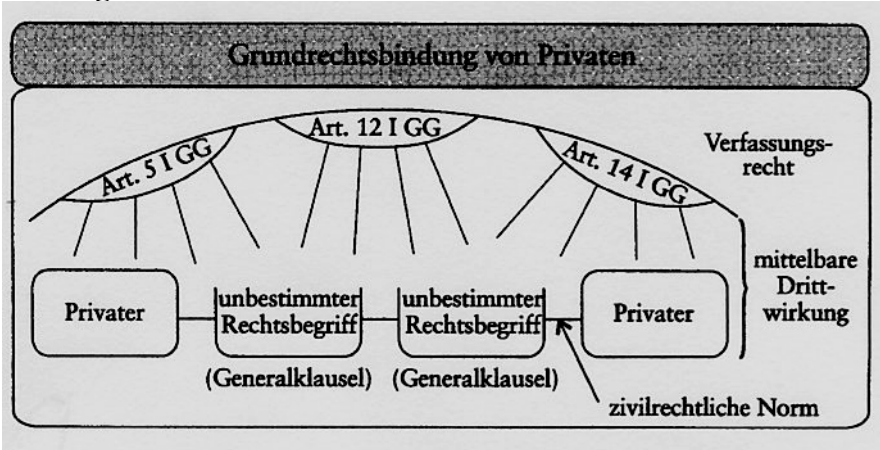 Grundrechtsbindung von Privaten
Art. 5 I GG
Art. 12 I GG
Art. 14 I GG
Verfassungs-
recht
Privater
unbestimmter
Rechtsbegriff
(Generalklausel)
unbestimmter
Rechtsbegriff
(Generalklausel)
Privater
mittelbare
Dritt-
wirkung
zivilrechtliche Norm